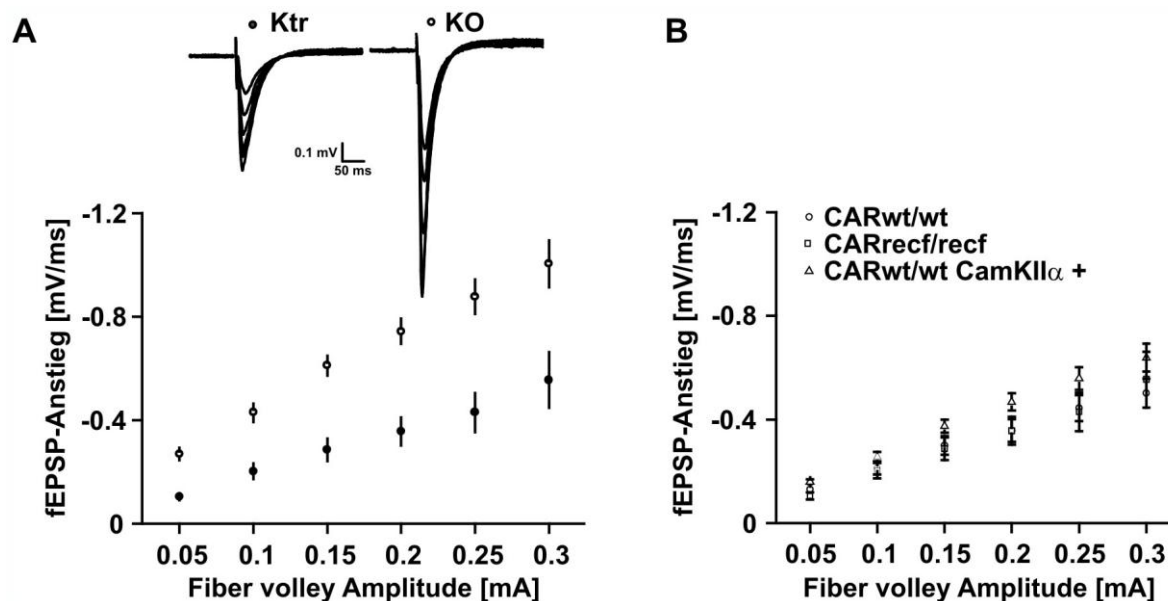 A
Ktr
KO
0.1 mV
50 ms
fEPSP-Anstieg [mV/ms]
-1.2
-0.8
-0.4
0
0.05 0.1 0.15 0.2 0.25 0.3
Fiber volley Amplitude [mA]
B
CARwt/wt
CARrecf/recf
CARwt/wt CamKIIα +
fEPSP-Anstieg [mV/ms]
-1.2
-0.8
-0.4
0
0.05 0.1 0.15 0.2 0.25 0.3
Fiber volley Amplitude [mA]